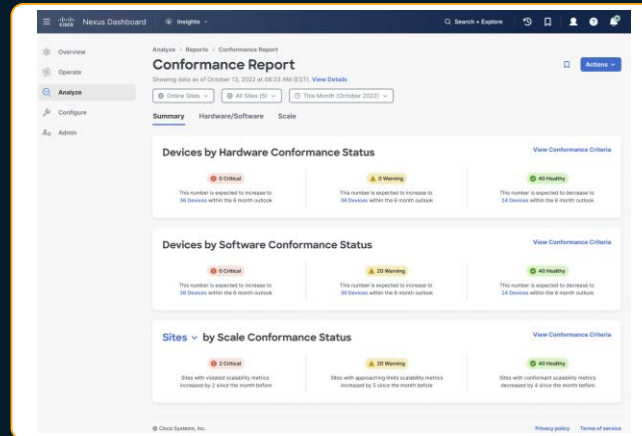 cisco Nexus Dashboard
Insights
Search + Explore
Overview
Operate
Analyze
Configure
Admin
Analyze > Reports > Conformance Report
Conformance Report
Showing data as of October 13, 2022 at 08:33 AM (EST). View Details
Actions
Online Sites
All Sites (5)
This Month (October 2022)
Summary Hardware/Software Scale
Devices by Hardware Conformance Status
View Conformance Criteria
0 Critical
This number is expected to increase to
36 Devices within the 6 month outlook
0 Warning
This number is expected to increase to
36 Devices within the 6 month outlook
40 Healthy
This number is expected to decrease to
24 Devices within the 6 month outlook
Devices by Software Conformance Status
View Conformance Criteria
0 Critical
This number is expected to increase to
36 Devices within the 6 month outlook
20 Warning
This number is expected to increase to
36 Devices within the 6 month outlook
40 Healthy
This number is expected to decrease to
24 Devices within the 6 month outlook
Sites by Scale Conformance Status
View Conformance Criteria
2 Critical
Sites with violated scalability metrics
increased by 2 since the month before
20 Warning
Sites with approaching limits scalability metrics
increased by 5 since the month before
40 Healthy
Sites with conformant scalability metrics
decreased by 4 since the month before
© Cisco Systems, Inc.
Privacy policy Terms of service